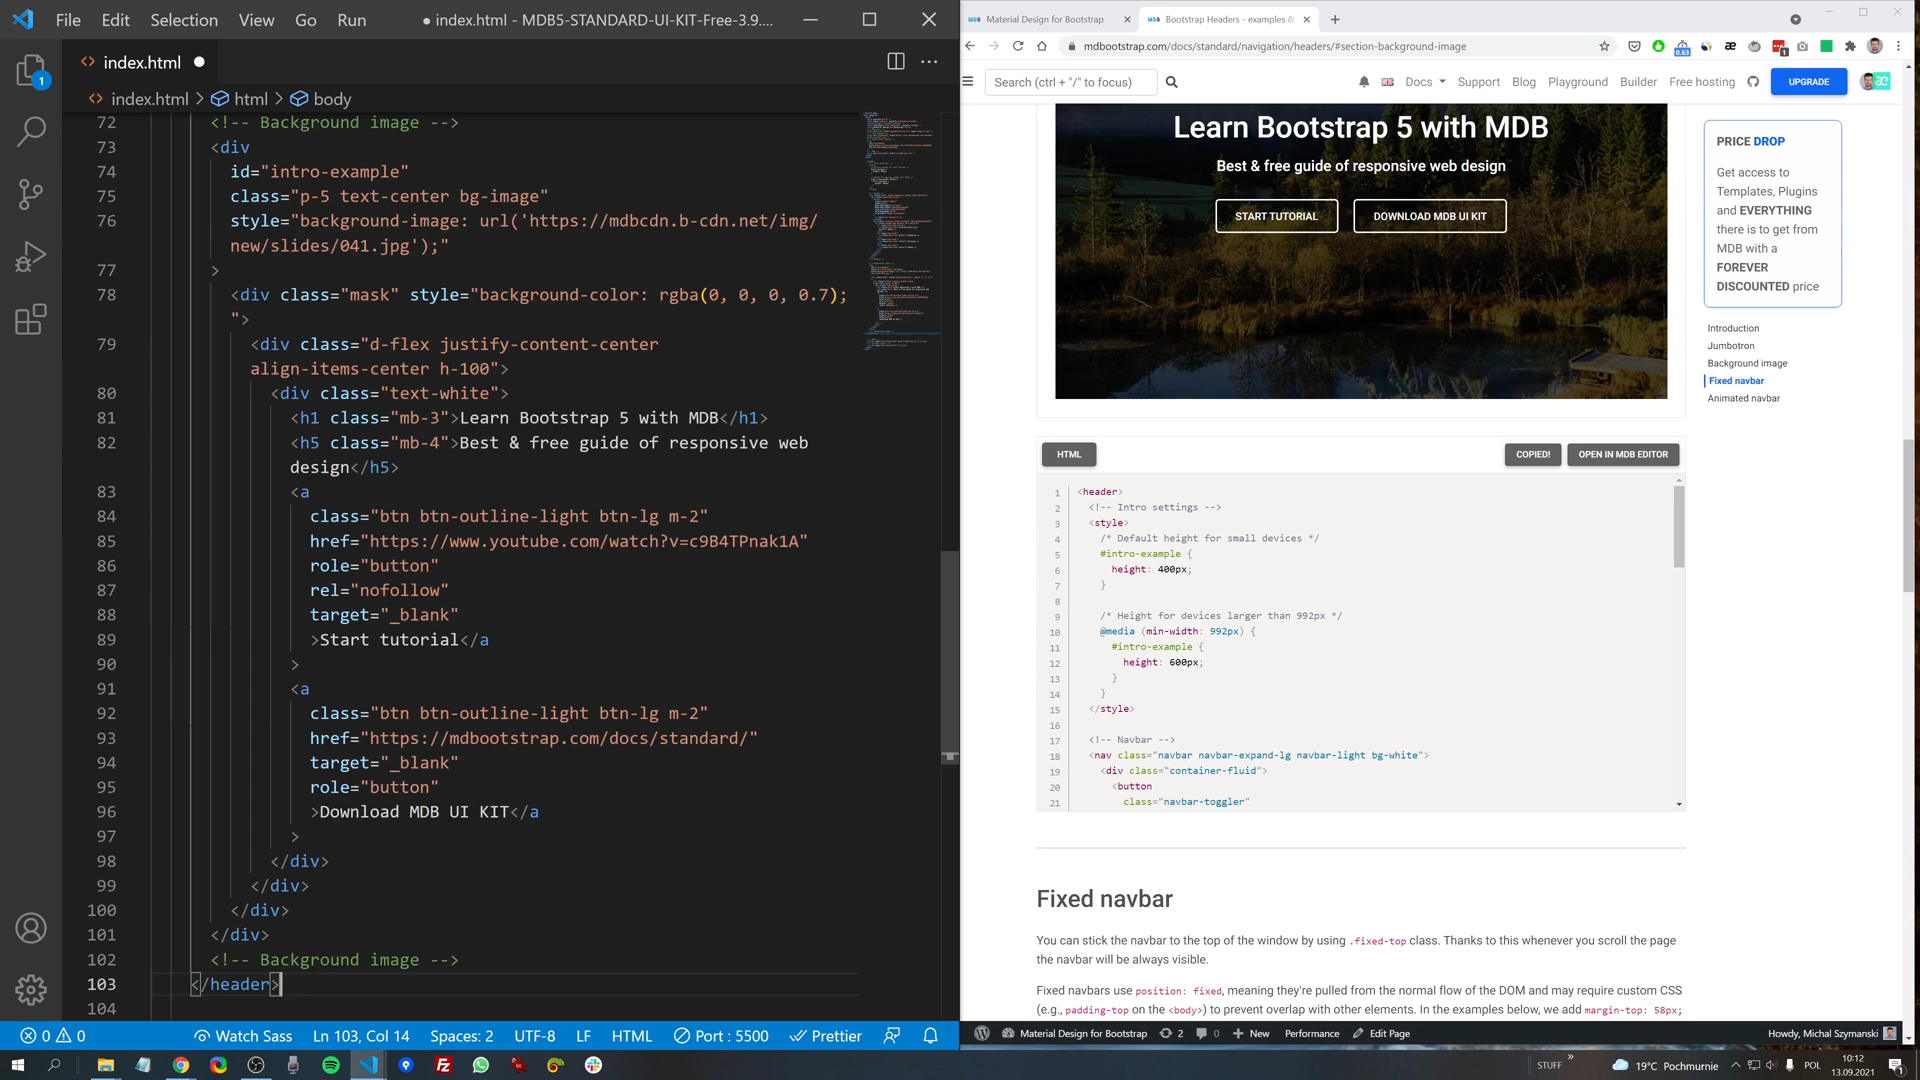 File Edit Selection View Go Run
● index.html - MDB5-STANDARD-UI-KIT-Free-3.9....
index.html
index.html > html > body
72 <!-- Background image -->
73 <div
74 id="intro-example"
75 class="p-5 text-center bg-image"
76 style="background-image: url('https://mdbcdn.b-cdn.net/img/
new/slides/041.jpg');"
77 >
78 <div class="mask" style="background-color: rgba(0, 0, 0, 0.7);
">
79 <div class="d-flex justify-content-center
align-items-center h-100">
80 <div class="text-white">
81 <h1 class="mb-3">Learn Bootstrap 5 with MDB</h1>
82 <h5 class="mb-4">Best & free guide of responsive web
design</h5>
83 <a
84 class="btn btn-outline-light btn-lg m-2"
85 href="https://www.youtube.com/watch?v=c9B4TPnak1A"
86 role="button"
87 rel="nofollow"
88 target="_blank"
89 >Start tutorial</a
90 >
91 <a
92 class="btn btn-outline-light btn-lg m-2"
93 href="https://mdbootstrap.com/docs/standard/"
94 target="_blank"
95 role="button"
96 >Download MDB UI KIT</a
97 >
98 </div>
99 </div>
100 </div>
101 </div>
102 <!-- Background image -->
103 </header>
104
1
0 0 Watch Sass Ln 103, Col 14 Spaces: 2 UTF-8 LF HTML Port : 5500 Prettier
Material Design for Bootstrap
Bootstrap Headers - examples &
mdbootstrap.com/docs/standard/navigation/headers/#section-background-image
0.63
Search (ctrl + "/" to focus)
Docs Support Blog Playground Builder Free hosting UPGRADE
Learn Bootstrap 5 with MDB
Best & free guide of responsive web design
START TUTORIAL DOWNLOAD MDB UI KIT
PRICE DROP
Get access to
Templates, Plugins
and EVERYTHING
there is to get from
MDB with a
FOREVER
DISCOUNTED price
Introduction
Jumbotron
Background image
Fixed navbar
Animated navbar
HTML COPIED! OPEN IN MDB EDITOR
1 <header>
2 <!-- Intro settings -->
3 <style>
4 /* Default height for small devices */
5 #intro-example {
6 height: 400px;
7 }
8
9 /* Height for devices larger than 992px */
10 @media (min-width: 992px) {
11 #intro-example {
12 height: 600px;
13 }
14 }
15 </style>
16
17 <!-- Navbar -->
18 <nav class="navbar navbar-expand-lg navbar-light bg-white">
19 <div class="container-fluid">
20 <button
21 class="navbar-toggler"
Fixed navbar
You can stick the navbar to the top of the window by using .fixed-top class. Thanks to this whenever you scroll the page
the navbar will be always visible.
Fixed navbars use position: fixed, meaning they're pulled from the normal flow of the DOM and may require custom CSS
(e.g., padding-top on the <body>) to prevent overlap with other elements. In the examples below, we add margin-top: 58px;
Material Design for Bootstrap 2 0 New Performance Edit Page Howdy, Michal Szymanski
STUFF » 19°C Pochmurnie POL 10:12
13.09.2021